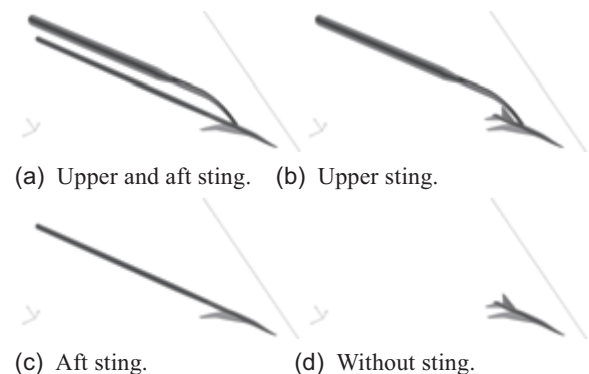 (a) Upper and aft sting.
(b) Upper sting.
(c) Aft sting.
(d) Without sting.